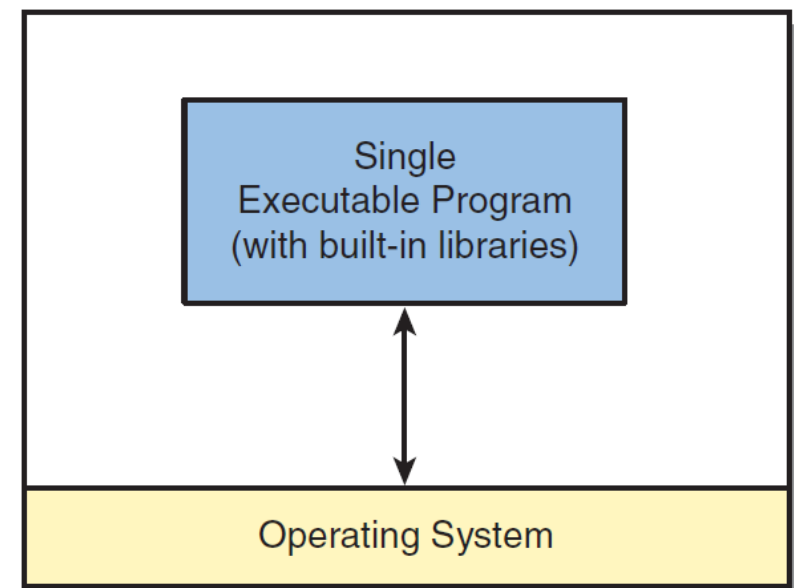 Single
Executable Program
(with built-in libraries)
Operating System